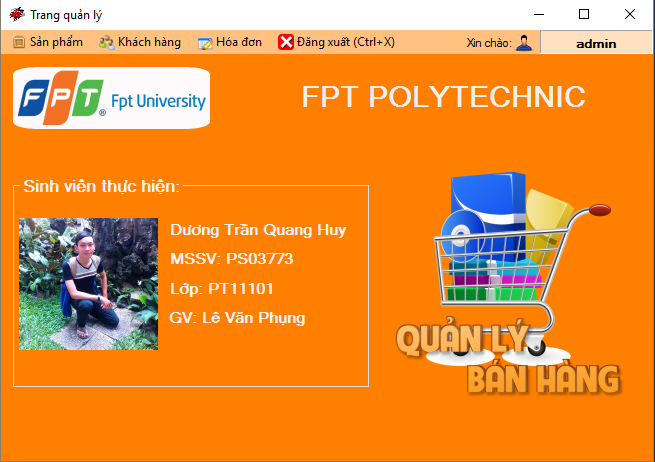 Trang quản lý
Sản phẩm Khách hàng Hóa đơn Đăng xuất (Ctrl+X) Xin chào: admin
FPT ® Fpt University
FPT POLYTECHNIC
Sinh viên thực hiện:
Dương Trần Quang Huy
MSSV: PS03773
Lớp: PT11101
GV: Lê Văn Phụng
QUẢN LÝ
BÁN HÀNG